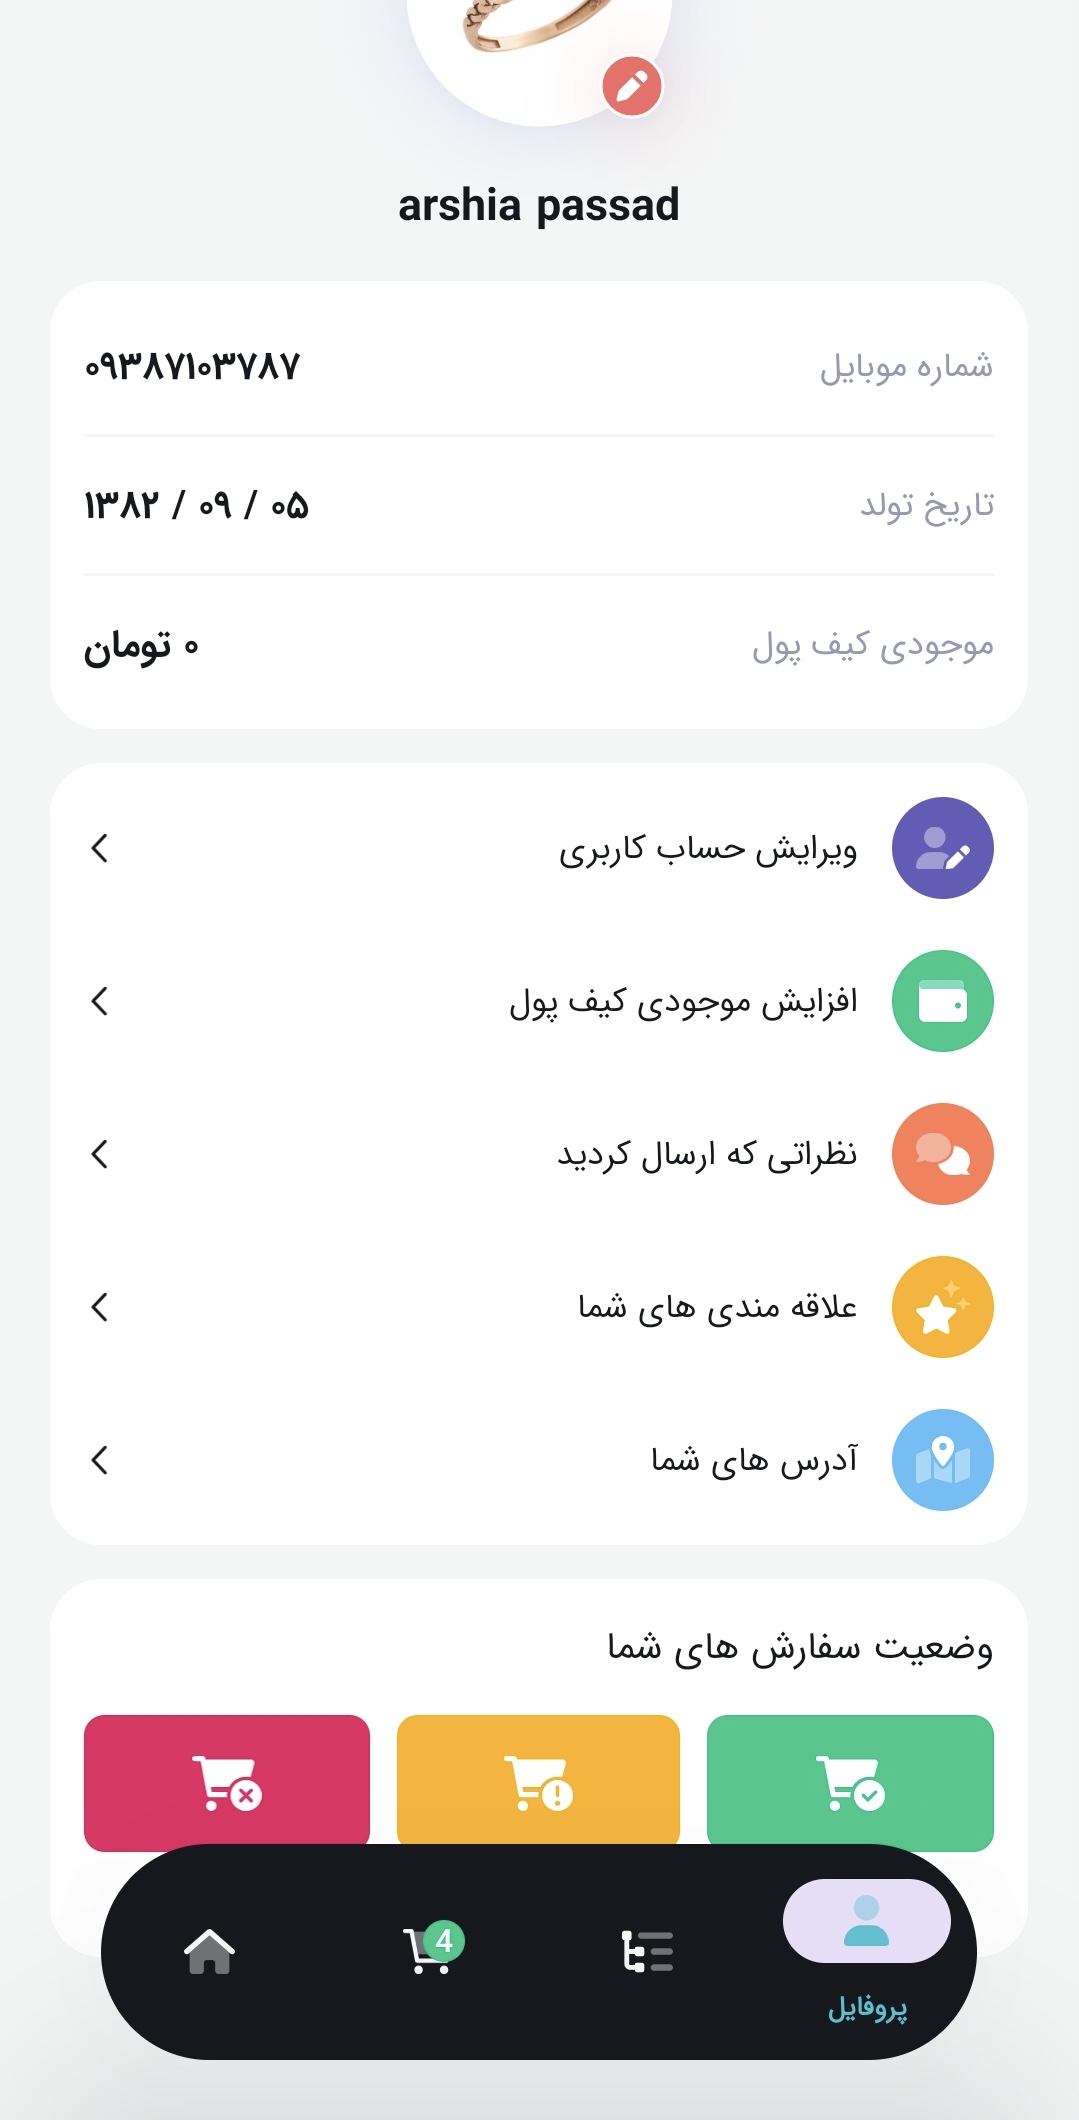 arshia passad
شماره موبایل ۰۹۳۸۷۱۰۳۷۸۷
تاریخ تولد ۱۳۸۲ / ۰۹ / ۰۵
موجودی کیف پول ۰ تومان
ویرایش حساب کاربری
افزایش موجودی کیف پول
نظراتی که ارسال کردید
علاقه مندی های شما
آدرس های شما
وضعیت سفارش های شما
4
پروفایل